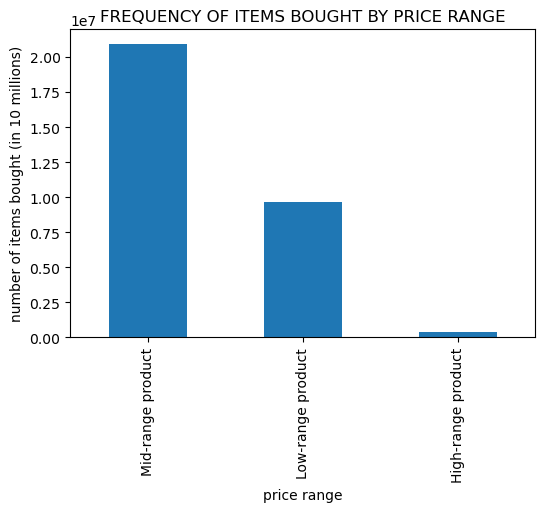 FREQUENCY OF ITEMS BOUGHT BY PRICE RANGE
1e7
number of items bought (in 10 millions)
2.00
1.75
1.50
1.25
1.00
0.75
0.50
0.25
0.00
Mid-range product
Low-range product
High-range product
price range